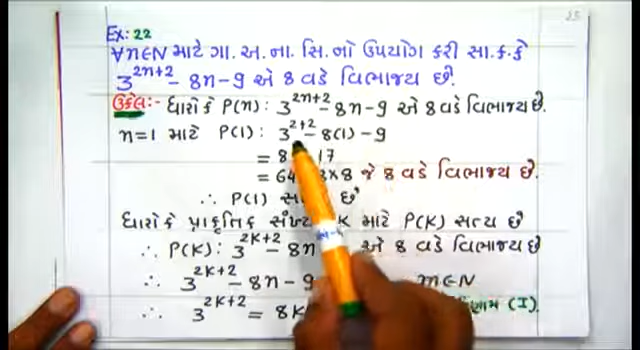 Ex: 22
∀n∈N માટે ગા. અ. ના. સિ. નો ઉપયોગ કરી સા.ક.કે
3^{2n+2} - 8n - 9 એ 8 વડે વિભાજ્ય છે.
ઉકેલ:- ધારોકે P(n): 3^{2n+2} - 8n - 9 એ 8 વડે વિભાજ્ય છે.
n=1 માટે P(1): 3^{2+2} - 8(1) - 9
= 8 17
= 64 ×8 જે 8 વડે વિભાજ્ય છે.
∴ P(1) છે
ધારો કે પ્રાકૃતિક K માટે P(K) સત્ય છે
∴ P(K): 3^{2K+2} - 8n એ 8 વડે વિભાજ્ય છે
∴ 3^{2K+2} - 8n - 9 m∈N
∴ 3^{2K+2} = 8K (I).